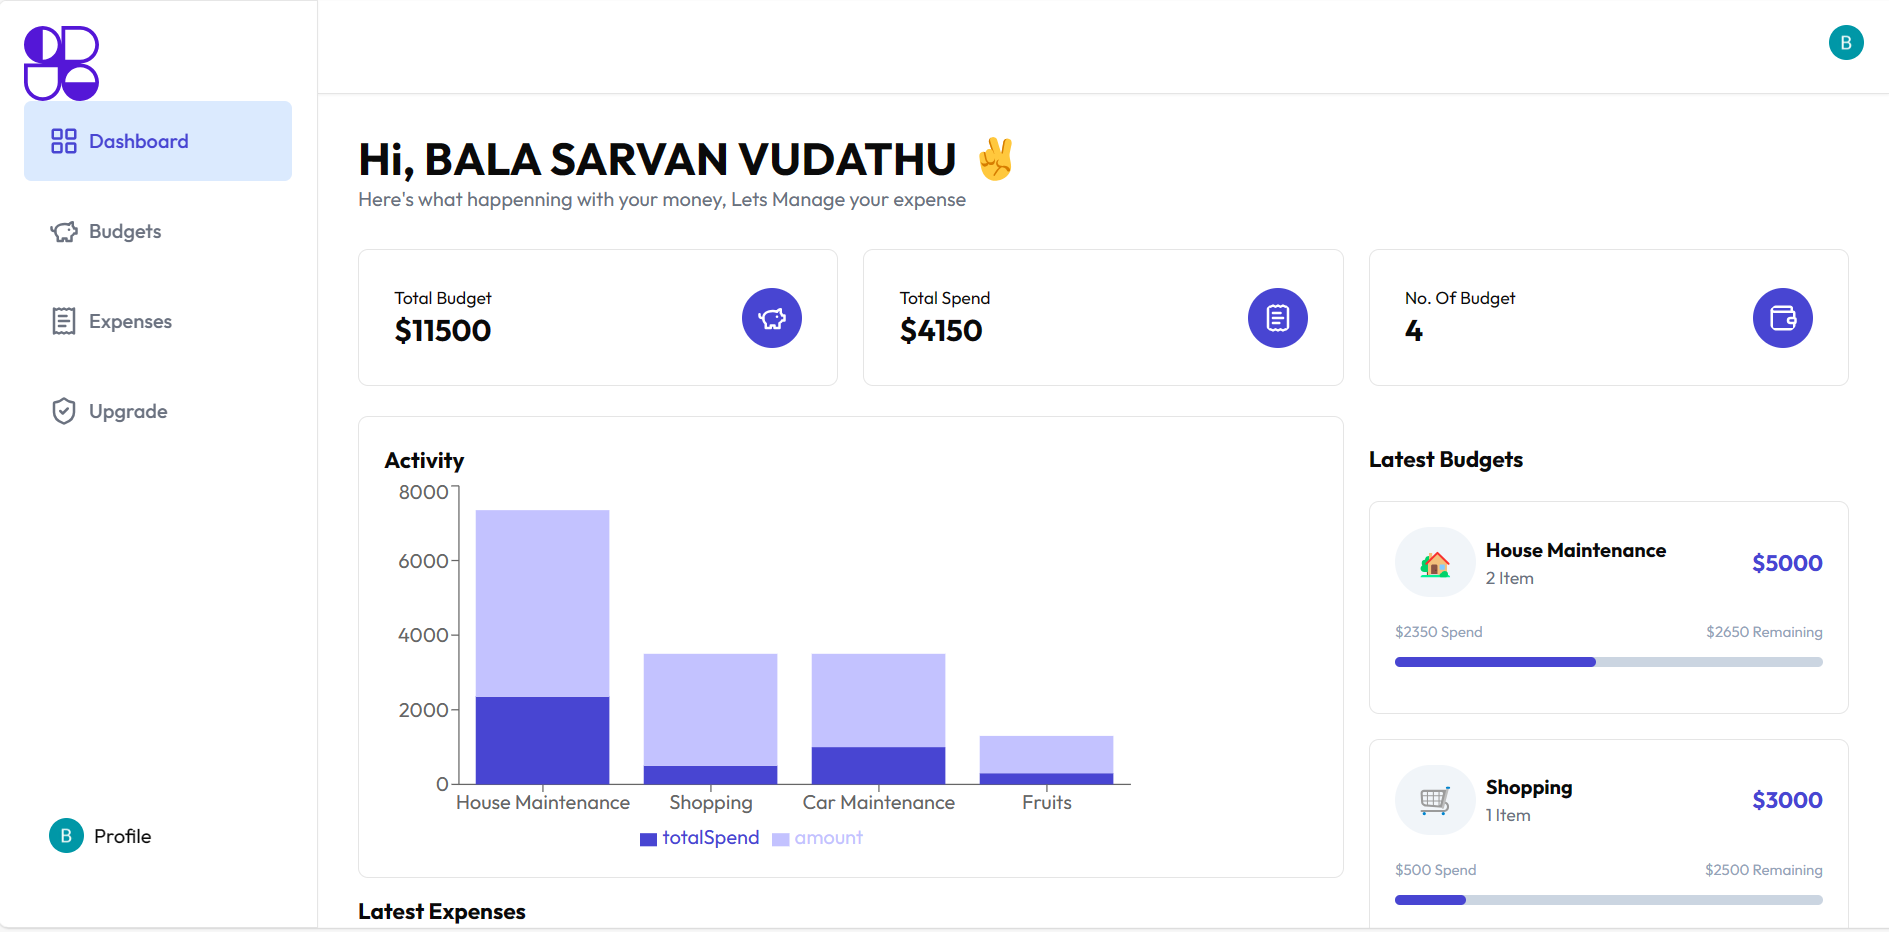 B
Dashboard
Budgets
Expenses
Upgrade
B Profile
Hi, BALA SARVAN VUDATHU ✌️
Here's what happenning with your money, Lets Manage your expense
Total Budget
$11500
Total Spend
$4150
No. Of Budget
4
Activity
8000
6000
4000
2000
0
House Maintenance Shopping Car Maintenance Fruits
totalSpend amount
Latest Budgets
House Maintenance
2 Item
$5000
$2350 Spend $2650 Remaining
Shopping
1 Item
$3000
$500 Spend $2500 Remaining
Latest Expenses